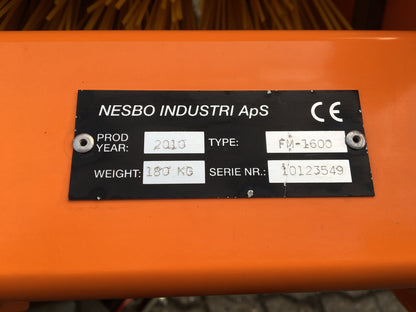 NESBO INDUSTRI ApS CE
PROD YEAR: 2010 TYPE: FM-1600
WEIGHT: 180 KG SERIE NR.: 10123549